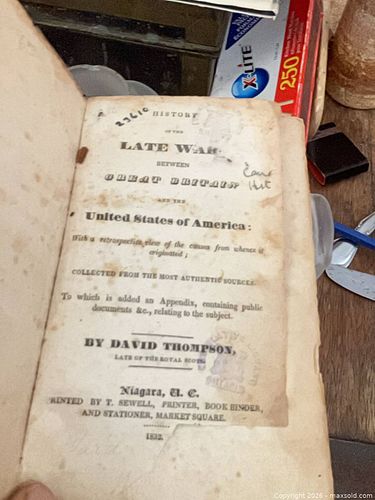 X-LITE
250
23610
HISTORY
OF THE
LATE WAR,
BETWEEN
GREAT BRITAIN
AND THE
United States of America:
With a retrospective view of the causes from whence it
originated;
COLLECTED FROM THE MOST AUTHENTIC SOURCES.
To which is added an Appendix, containing public
documents &c., relating to the subject.
BY DAVID THOMPSON,
LATE OF THE ROYAL SCOTS.
Niagara, U. C.
RINTED BY T. SEWELL, PRINTER, BOOK BINDER,
AND STATIONER, MARKET SQUARE.
1832.
Copyright 2026 - maxsold.com